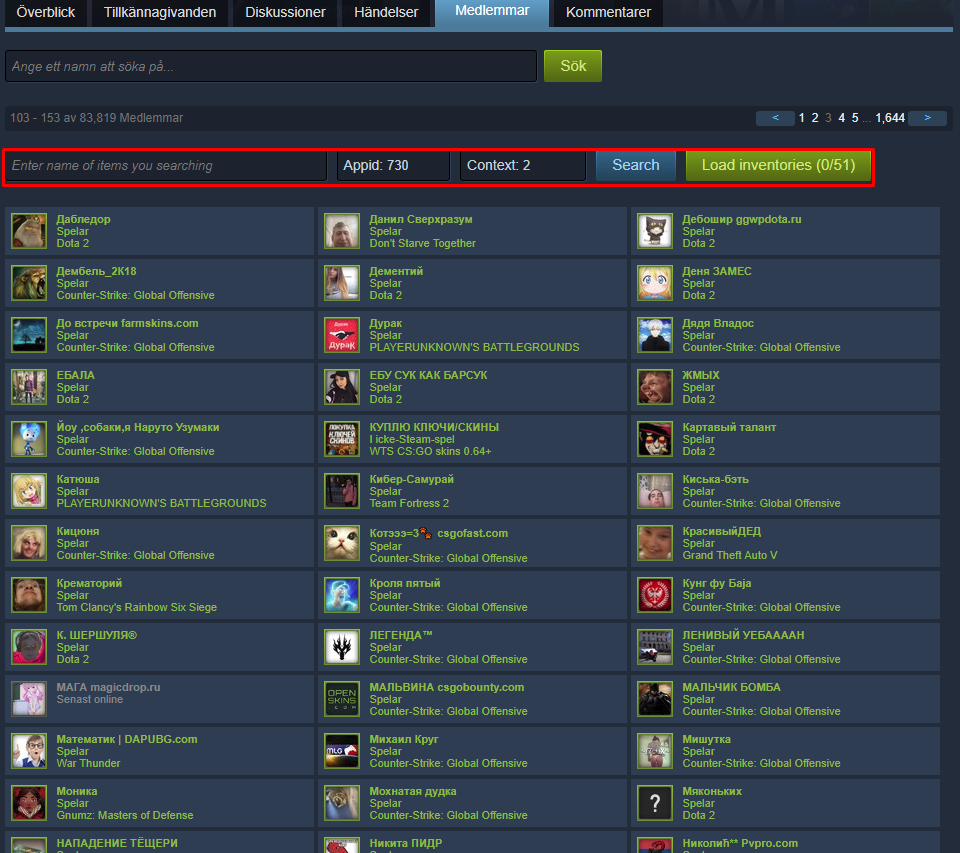 Överblick Tillkännagivanden Diskussioner Händelser Medlemmar Kommentarer
Ange ett namn att söka på... Sök
103 - 153 av 83,819 Medlemmar < 1 2 3 4 5 ... 1,644 >
Enter name of items you searching Appid: 730 Context: 2 Search Load inventories (0/51)
Дабледор
Spelar
Dota 2
Данил Сверхразум
Spelar
Don't Starve Together
Дебошир ggwpdota.ru
Spelar
Dota 2
Дембель_2К18
Spelar
Counter-Strike: Global Offensive
Дементий
Spelar
Dota 2
Деня ЗАМЕС
Spelar
Dota 2
До встречи farmskins.com
Spelar
Counter-Strike: Global Offensive
Дурак
ДураК
Дурак
Spelar
PLAYERUNKNOWN'S BATTLEGROUNDS
Дядя Владос
Spelar
Counter-Strike: Global Offensive
ЕБАЛА
Spelar
Dota 2
ЕБУ СУК КАК БАРСУК
Spelar
Dota 2
ЖМЫХ
Spelar
Dota 2
Йоу ,собаки,я Наруто Узумаки
Spelar
Counter-Strike: Global Offensive
ПОКУПКА
КЛЮЧЕЙ
СКИНОВ
КУПЛЮ КЛЮЧИ/СКИНЫ
I icke-Steam-spel
WTS CS:GO skins 0.64+
Картавый талант
Spelar
Dota 2
Катюша
Spelar
PLAYERUNKNOWN'S BATTLEGROUNDS
Кибер-Самурай
Spelar
Team Fortress 2
Киська-бэть
Spelar
Counter-Strike: Global Offensive
Кицюня
Spelar
Counter-Strike: Global Offensive
Котэээ=3🐾 csgofast.com
Spelar
Counter-Strike: Global Offensive
КрасивыйДЕД
Spelar
Grand Theft Auto V
Крематорий
Spelar
Tom Clancy's Rainbow Six Siege
Кроля пятый
Spelar
Counter-Strike: Global Offensive
Кунг фу Баја
Spelar
Counter-Strike: Global Offensive
К. ШЕРШУЛЯ®
Spelar
Dota 2
ЛЕГЕНДА™
Spelar
Counter-Strike: Global Offensive
ЛЕНИВЫЙ УЕБАААAН
Spelar
Counter-Strike: Global Offensive
МАГА magicdrop.ru
Senast online
OPEN
SKINS
.COM
МАЛЬВИНА csgobounty.com
Spelar
Counter-Strike: Global Offensive
МАЛЬЧИК БОМБА
Spelar
Counter-Strike: Global Offensive
Математик | DAPUBG.com
Spelar
War Thunder
MLG
Михаил Круг
Spelar
Counter-Strike: Global Offensive
Мишутка
Spelar
Counter-Strike: Global Offensive
Моника
Spelar
Gnumz: Masters of Defense
Мохнатая дудка
Spelar
Counter-Strike: Global Offensive
?
Мяконьких
Spelar
Dota 2
НАПАДЕНИЕ ТЁЩЕРИ
Никита ПИДР
Николић** Pvpro.com